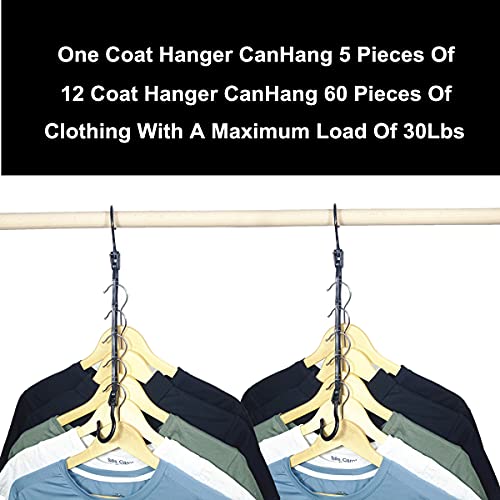 One Coat Hanger CanHang 5 Pieces Of
12 Coat Hanger CanHang 60 Pieces Of
Clothing With A Maximum Load Of 30Lbs